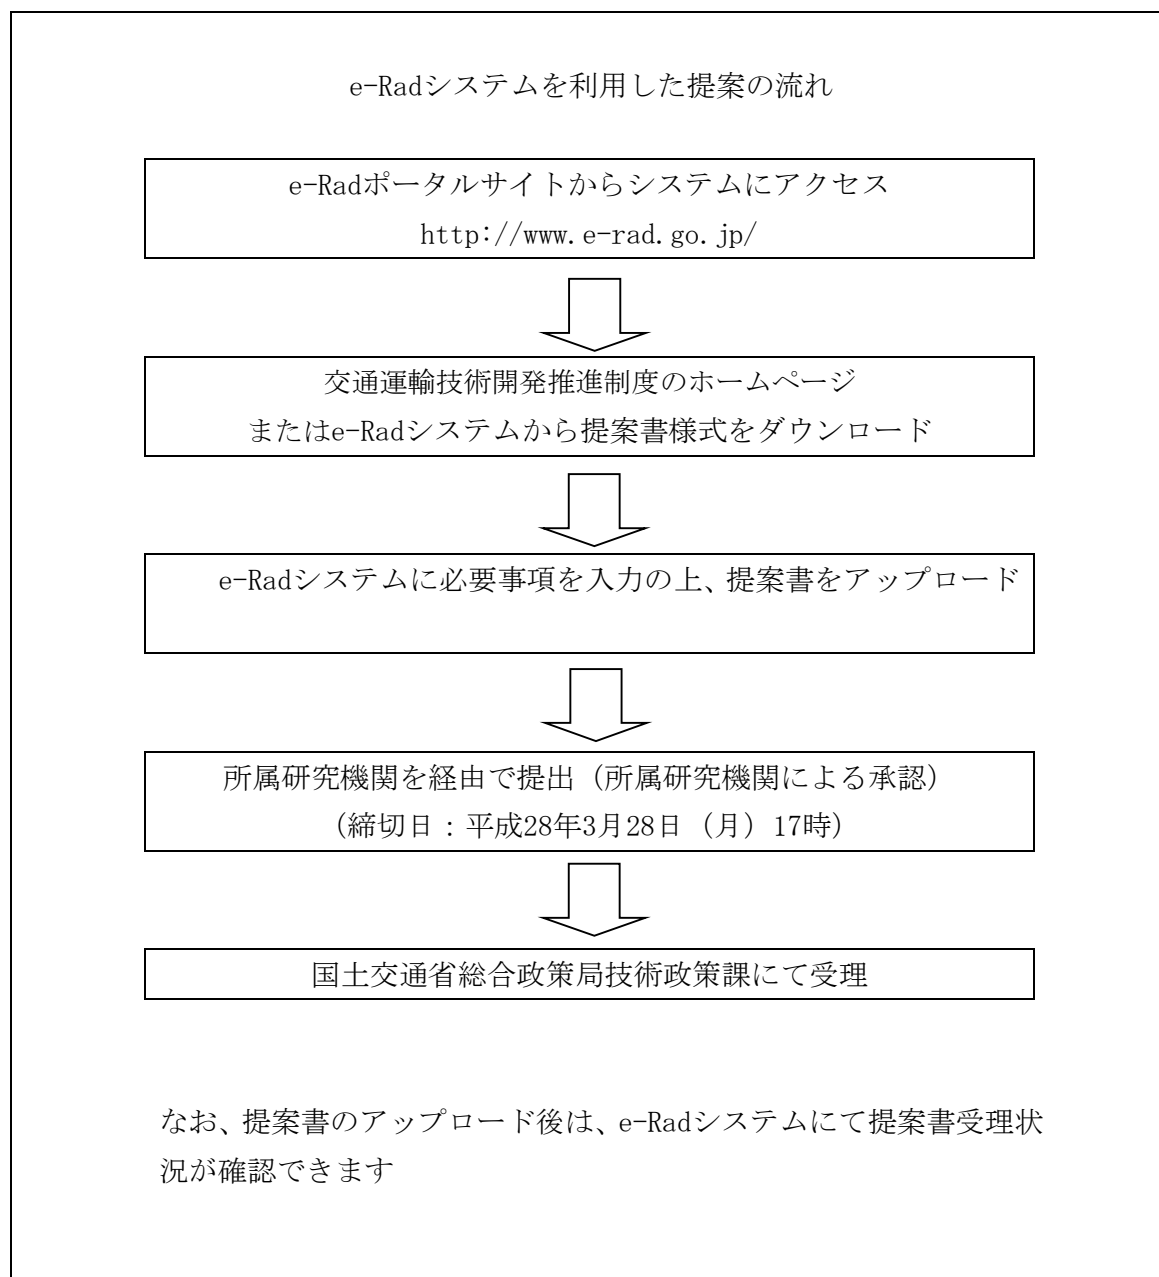 e-Radシステムを利用した提案の流れ
e-Radポータルサイトからシステムにアクセス
http://www.e-rad.go.jp/
交通運輸技術開発推進制度のホームページ
またはe-Radシステムから提案書様式をダウンロード
e-Radシステムに必要事項を入力の上、提案書をアップロード
所属研究機関を経由で提出（所属研究機関による承認）
（締切日：平成28年3月28日（月）17時）
国土交通省総合政策局技術政策課にて受理
なお、提案書のアップロード後は、e-Radシステムにて提案書受理状
況が確認できます